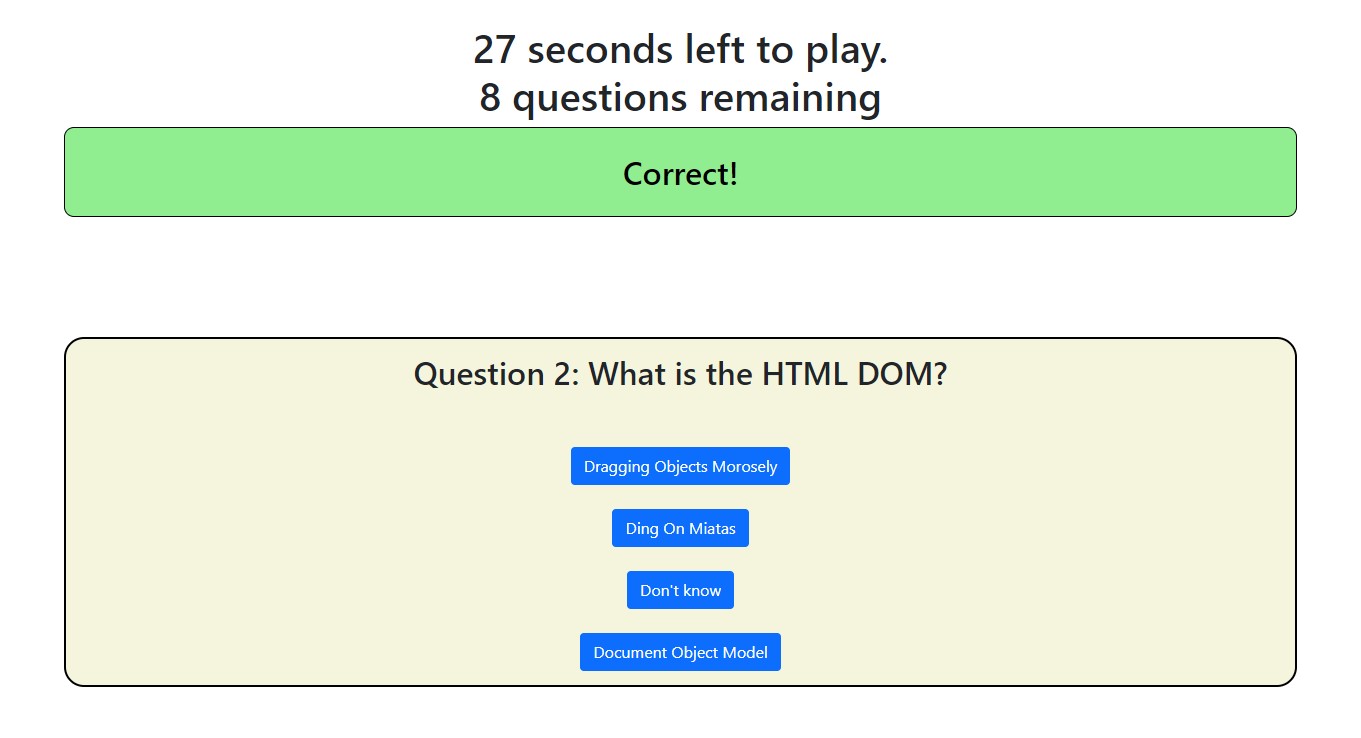 27 seconds left to play.
8 questions remaining
Correct!
Question 2: What is the HTML DOM?
Dragging Objects Morosely
Ding On Miatas
Don't know
Document Object Model